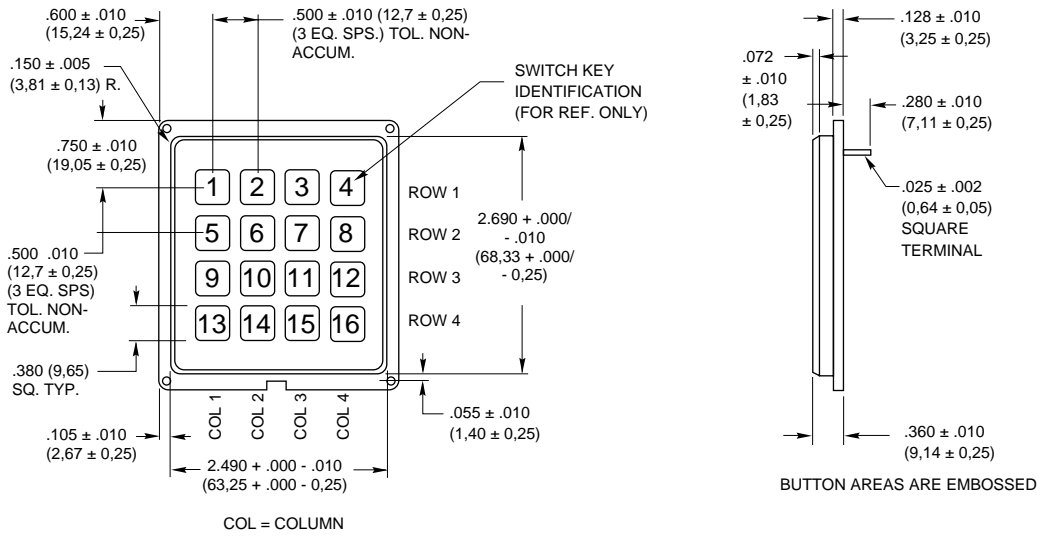 .600 ± .010
(15,24 ± 0,25)
.500 ± .010 (12,7 ± 0,25)
(3 EQ. SPS.) TOL. NON-
ACCUM.
.150 ± .005
(3,81 ± 0,13) R.
SWITCH KEY
IDENTIFICATION
(FOR REF. ONLY)
.750 ± .010
(19,05 ± 0,25)
1 2 3 4
ROW 1
5 6 7 8
ROW 2
9 10 11 12
ROW 3
13 14 15 16
ROW 4
.500 .010
(12,7 ± 0,25)
(3 EQ. SPS)
TOL. NON-
ACCUM.
2.690 + .000/
- .010
(68,33 + .000/
- 0,25)
.380 (9,65)
SQ. TYP.
COL 1
COL 2
COL 3
COL 4
.055 ± .010
(1,40 ± 0,25)
.105 ± .010
(2,67 ± 0,25)
2.490 + .000 - .010
(63,25 + .000 - 0,25)
COL = COLUMN
.128 ± .010
(3,25 ± 0,25)
.072
± .010
(1,83
± 0,25)
.280 ± .010
(7,11 ± 0,25)
.025 ± .002
(0,64 ± 0,05)
SQUARE
TERMINAL
.360 ± .010
(9,14 ± 0,25)
BUTTON AREAS ARE EMBOSSED